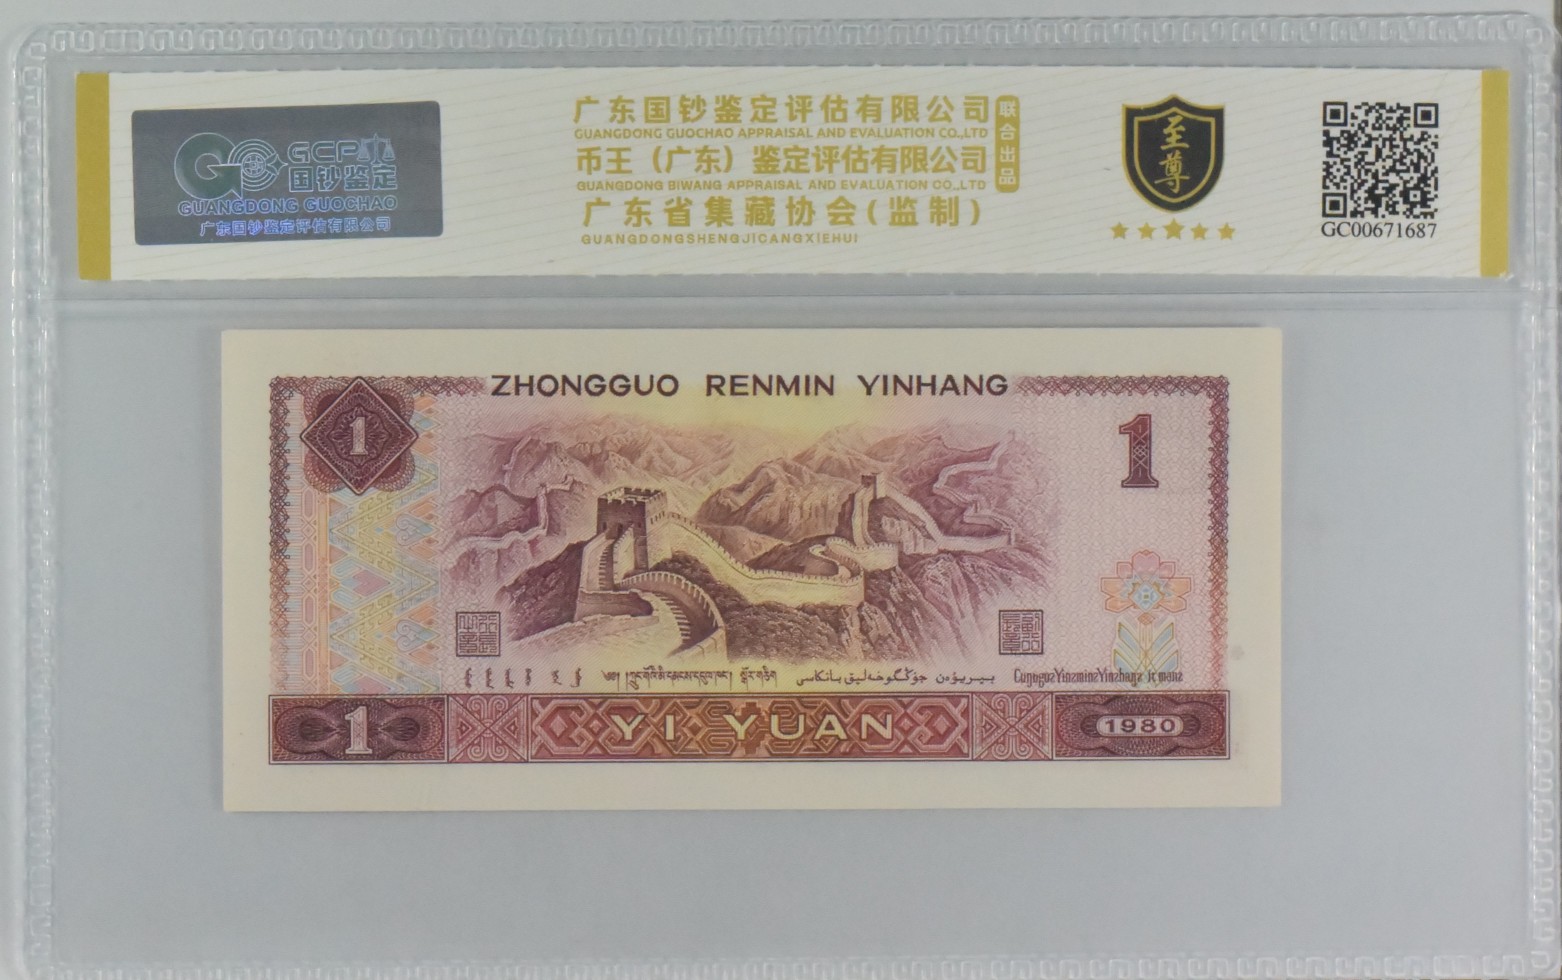 GCP
国钞鉴定
GUANGDONG GUOCHAO
广东国钞鉴定评估有限公司
广东国钞鉴定评估有限公司
GUANGDONG GUOCHAO APPRAISAL AND EVALUATION CO.,LTD
币王（广东）鉴定评估有限公司
GUANGDONG BIWANG APPRAISAL AND EVALUATION CO.,LTD
广东省集藏协会(监制)
GUANGDONGSHENGJICANGXIEHUI
联合出品
至尊
GC00671687
ZHONGGUO RENMIN YINHANG
1
1
جۇڭگوخەلىق بانكاسى بىريۇەن
1
YI YUAN
1980